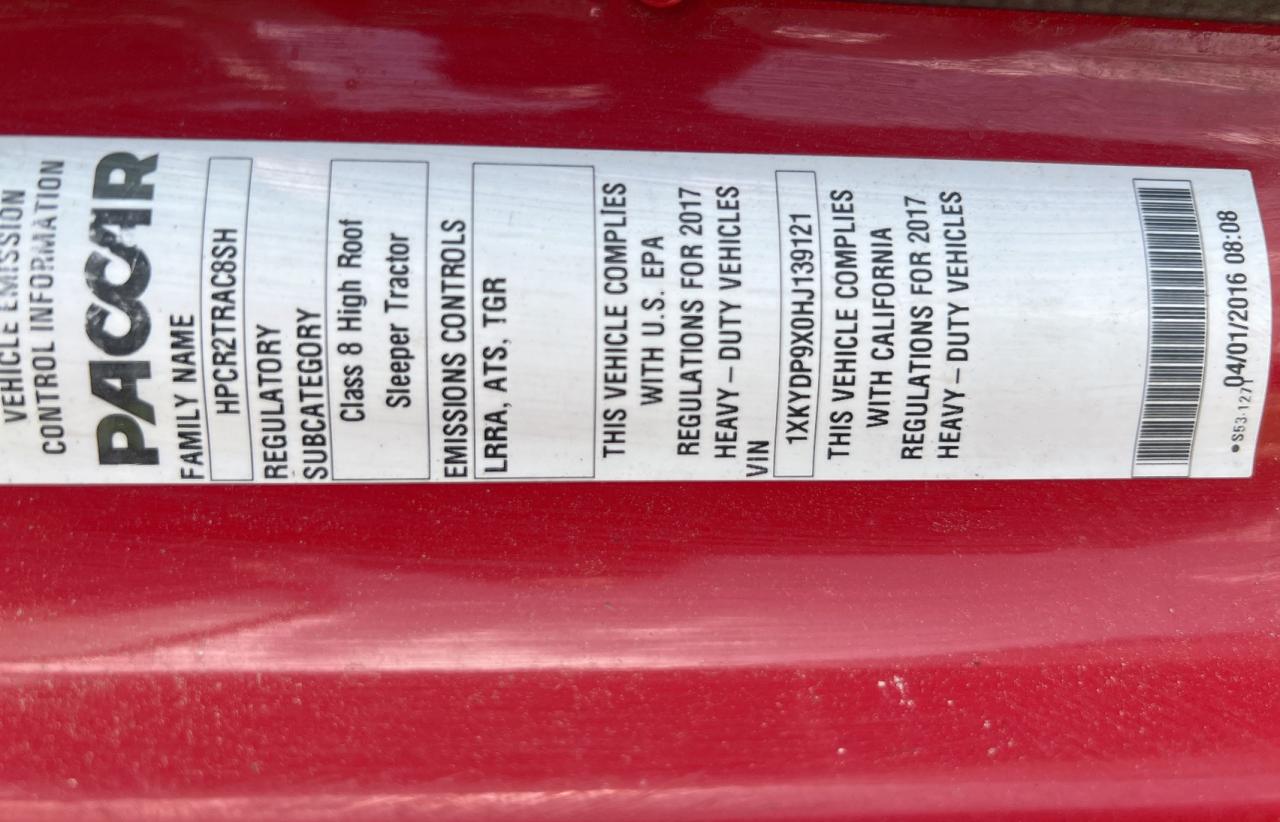 VEHICLE EMISSION
CONTROL INFORMATION
PACCAR
FAMILY NAME
HPCR2TRAC8SH
REGULATORY
SUBCATEGORY
Class 8 High Roof
Sleeper Tractor
EMISSIONS CONTROLS
LRRA, ATS, TGR
THIS VEHICLE COMPLIES
WITH U.S. EPA
REGULATIONS FOR 2017
HEAVY – DUTY VEHICLES
VIN
1XKYDP9X0HJ139121
THIS VEHICLE COMPLIES
WITH CALIFORNIA
REGULATIONS FOR 2017
HEAVY – DUTY VEHICLES
04/01/2016 08:08
•S53-1271